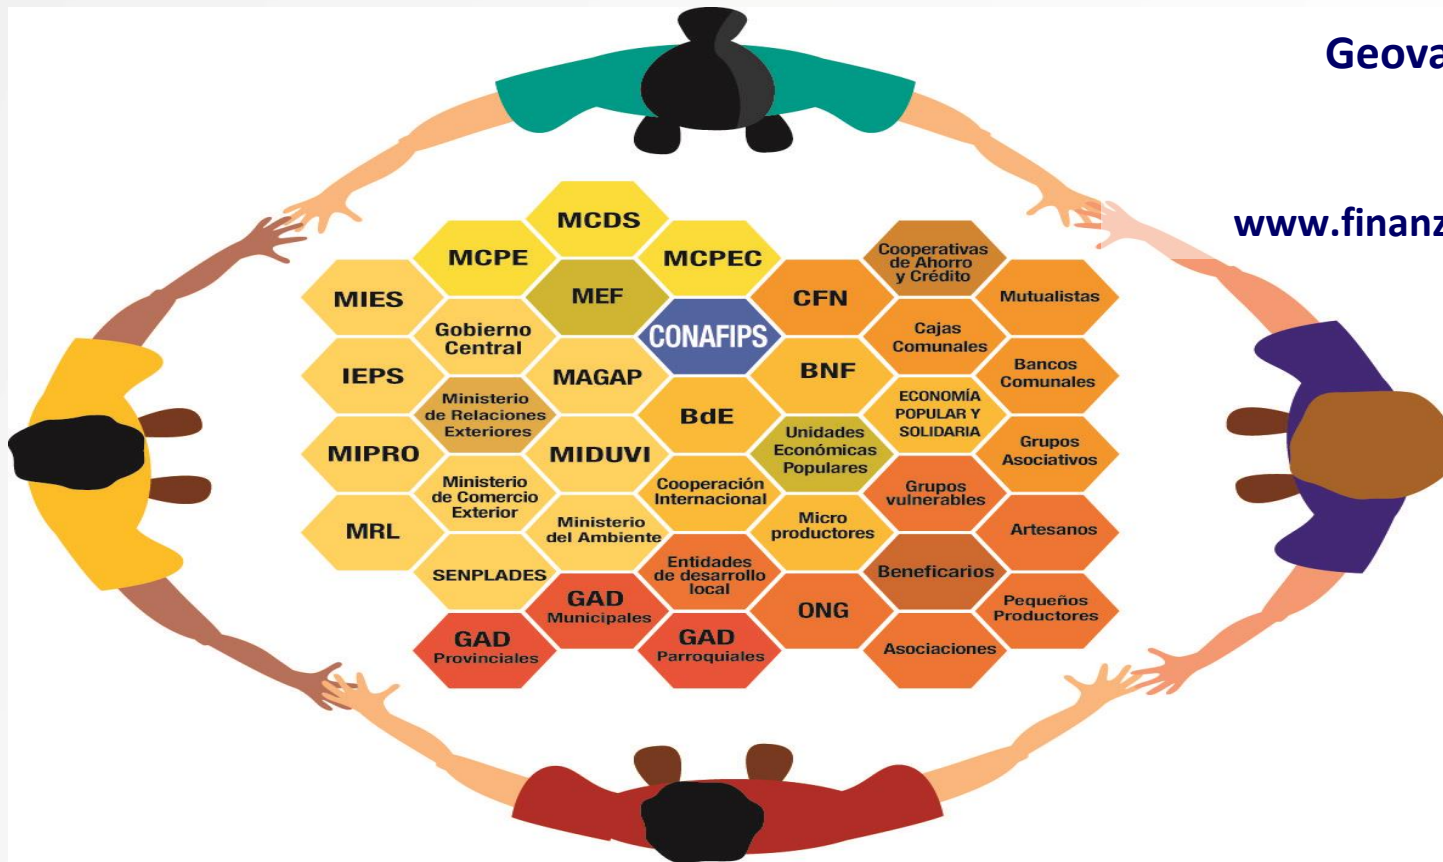 Geova
www.finanz
MCDS
MCPE
MCPEC
Cooperativas
de Ahorro
y Crédito
MIES
MEF
CFN
Mutualistas
Gobierno
Central
CONAFIPS
Cajas
Comunales
IEPS
MAGAP
BNF
Bancos
Comunales
Ministerio
de Relaciones
Exteriores
BdE
ECONOMÍA
POPULAR Y
SOLIDARIA
MIPRO
MIDUVI
Unidades
Económicas
Populares
Grupos
Asociativos
Ministerio
de Comercio
Exterior
Cooperación
Internacional
Grupos
vulnerables
MRL
Ministerio
del Ambiente
Micro
productores
Artesanos
SENPLADES
Entidades
de desarrollo
local
Beneficarios
GAD
Municipales
ONG
Pequeños
Productores
GAD
Provinciales
GAD
Parroquiales
Asociaciones